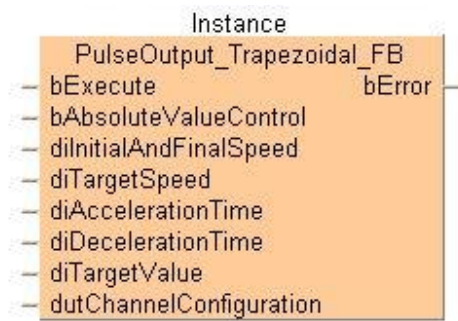 Instance
PulseOutput_Trapezoidal_FB
bExecute bError
bAbsoluteValueControl
diInitialAndFinalSpeed
diTargetSpeed
diAccelerationTime
diDecelerationTime
diTargetValue
dutChannelConfiguration